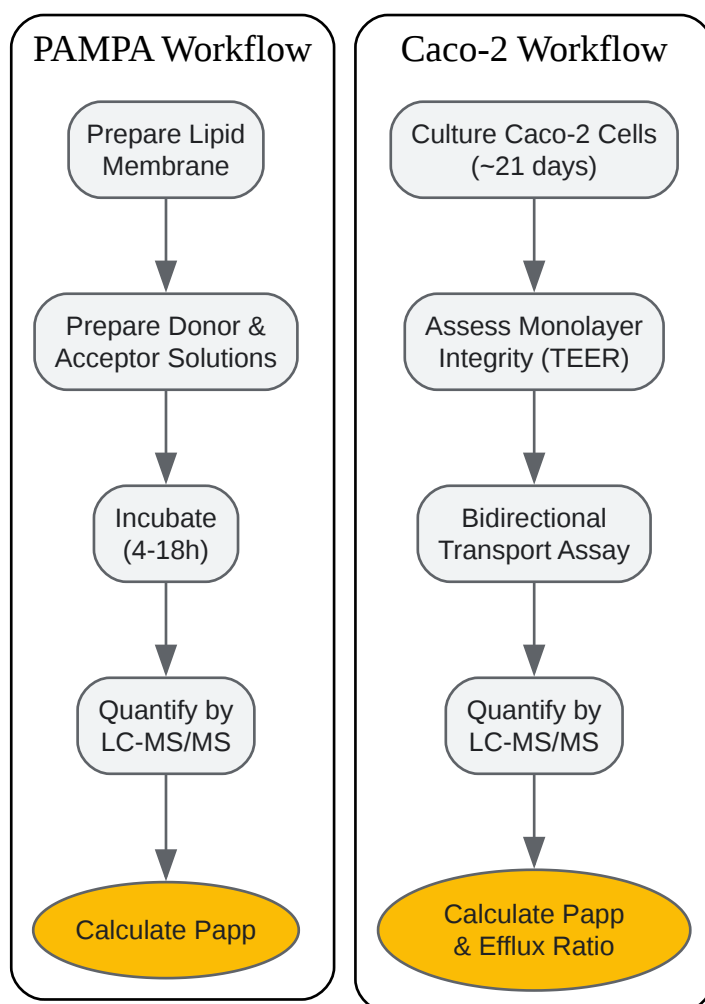 PAMPA Workflow
Prepare Lipid
Membrane
Prepare Donor &
Acceptor Solutions
Incubate
(4-18h)
Quantify by
LC-MS/MS
Calculate Papp
Caco-2 Workflow
Culture Caco-2 Cells
(~21 days)
Assess Monolayer
Integrity (TEER)
Bidirectional
Transport Assay
Quantify by
LC-MS/MS
Calculate Papp
& Efflux Ratio